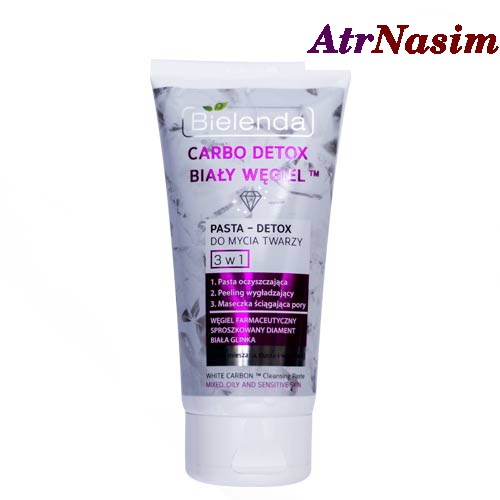 AtrNasim
Bielenda
CARBO DETOX
BIAŁY WĘGIEL™
PASTA – DETOX
DO MYCIA TWARZY
3 w 1
1. Pasta oczyszczająca
2. Peeling wygładzający
3. Maseczka ściągająca pory
WĘGIEL FARMACEUTYCZNY
SPROSZKOWANY DIAMENT
BIAŁA GLINKA
WHITE CARBON™ Cleansing Paste
MIXED, OILY AND SENSITIVE SKIN